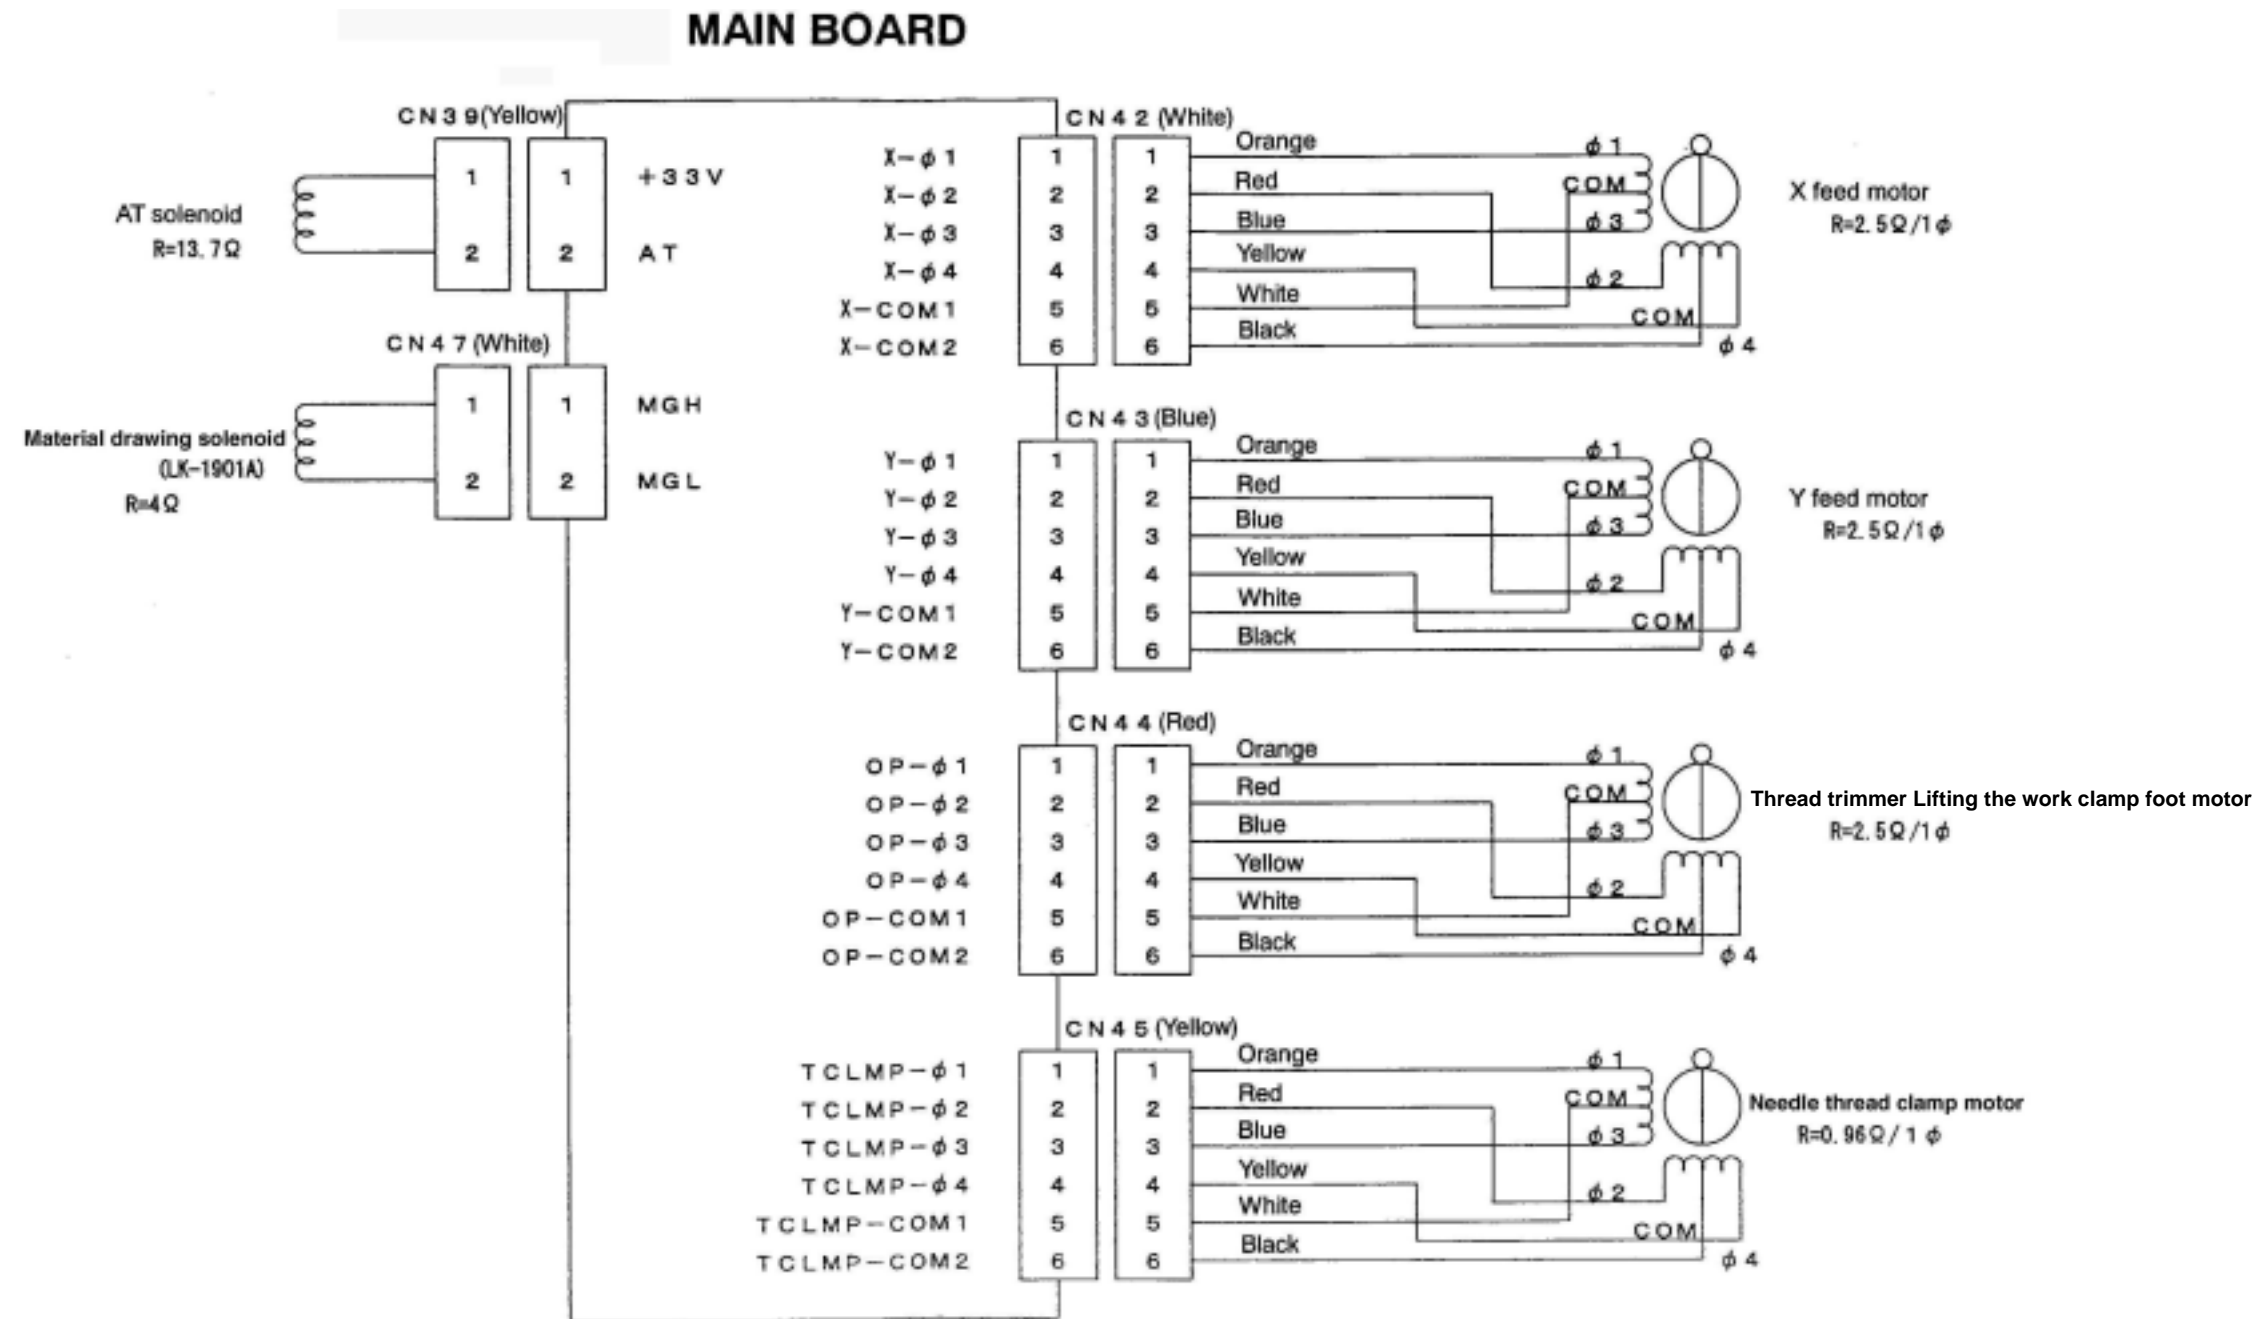 MAIN BOARD
CN39(Yellow)
1
2
1
2
+33V
AT
AT solenoid
R=13.7Ω
CN47(White)
1
2
1
2
MGH
MGL
Material drawing solenoid
(LK-1901A)
R=4Ω
CN42(White)
X-φ1 1 1 Orange φ1
X-φ2 2 2 Red COM
X-φ3 3 3 Blue φ3
X-φ4 4 4 Yellow φ2
X-COM1 5 5 White COM
X-COM2 6 6 Black φ4
X feed motor
R=2.5Ω/1φ
CN43(Blue)
Y-φ1 1 1 Orange φ1
Y-φ2 2 2 Red COM
Y-φ3 3 3 Blue φ3
Y-φ4 4 4 Yellow φ2
Y-COM1 5 5 White COM
Y-COM2 6 6 Black φ4
Y feed motor
R=2.5Ω/1φ
CN44(Red)
OP-φ1 1 1 Orange φ1
OP-φ2 2 2 Red COM
OP-φ3 3 3 Blue φ3
OP-φ4 4 4 Yellow φ2
OP-COM1 5 5 White COM
OP-COM2 6 6 Black φ4
Thread trimmer Lifting the work clamp foot motor
R=2.5Ω/1φ
CN45(Yellow)
TCLMP-φ1 1 1 Orange φ1
TCLMP-φ2 2 2 Red COM
TCLMP-φ3 3 3 Blue φ3
TCLMP-φ4 4 4 Yellow φ2
TCLMP-COM1 5 5 White COM
TCLMP-COM2 6 6 Black φ4
Needle thread clamp motor
R=0.96Ω/1φ